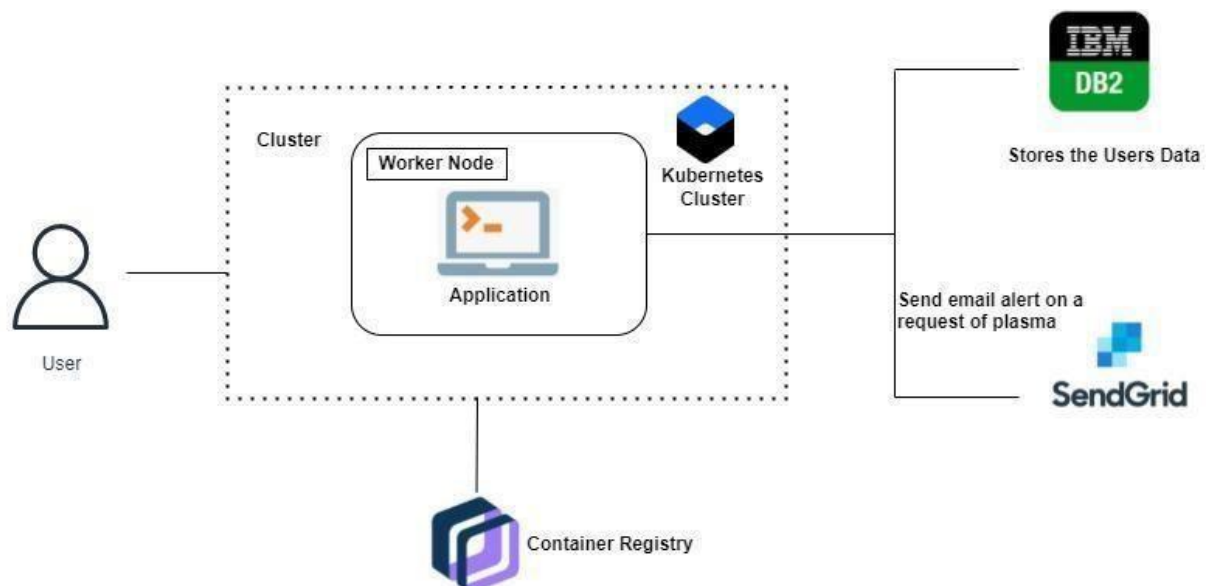 IBM
DB2
Stores the Users Data
Cluster
Worker Node
Kubernetes
Cluster
Application
User
Send email alert on a
request of plasma
SendGrid
Container Registry